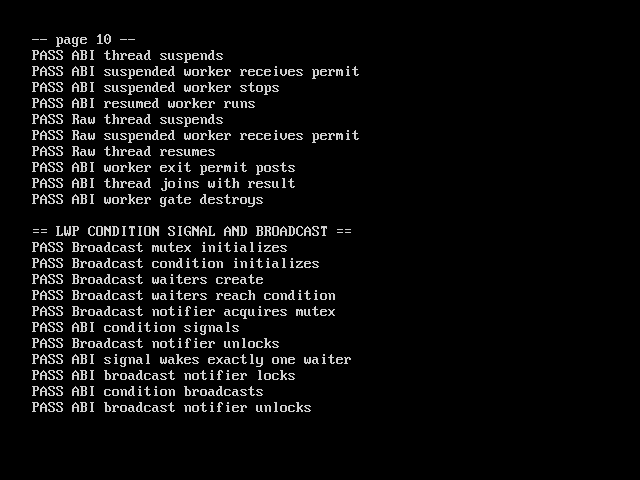 -- page 10 --
PASS ABI thread suspends
PASS ABI suspended worker receives permit
PASS ABI suspended worker stops
PASS ABI resumed worker runs
PASS Raw thread suspends
PASS Raw suspended worker receives permit
PASS Raw thread resumes
PASS ABI worker exit permit posts
PASS ABI thread joins with result
PASS ABI worker gate destroys
== LWP CONDITION SIGNAL AND BROADCAST ==
PASS Broadcast mutex initializes
PASS Broadcast condition initializes
PASS Broadcast waiters create
PASS Broadcast waiters reach condition
PASS Broadcast notifier acquires mutex
PASS ABI condition signals
PASS Broadcast notifier unlocks
PASS ABI signal wakes exactly one waiter
PASS ABI broadcast notifier locks
PASS ABI condition broadcasts
PASS ABI broadcast notifier unlocks